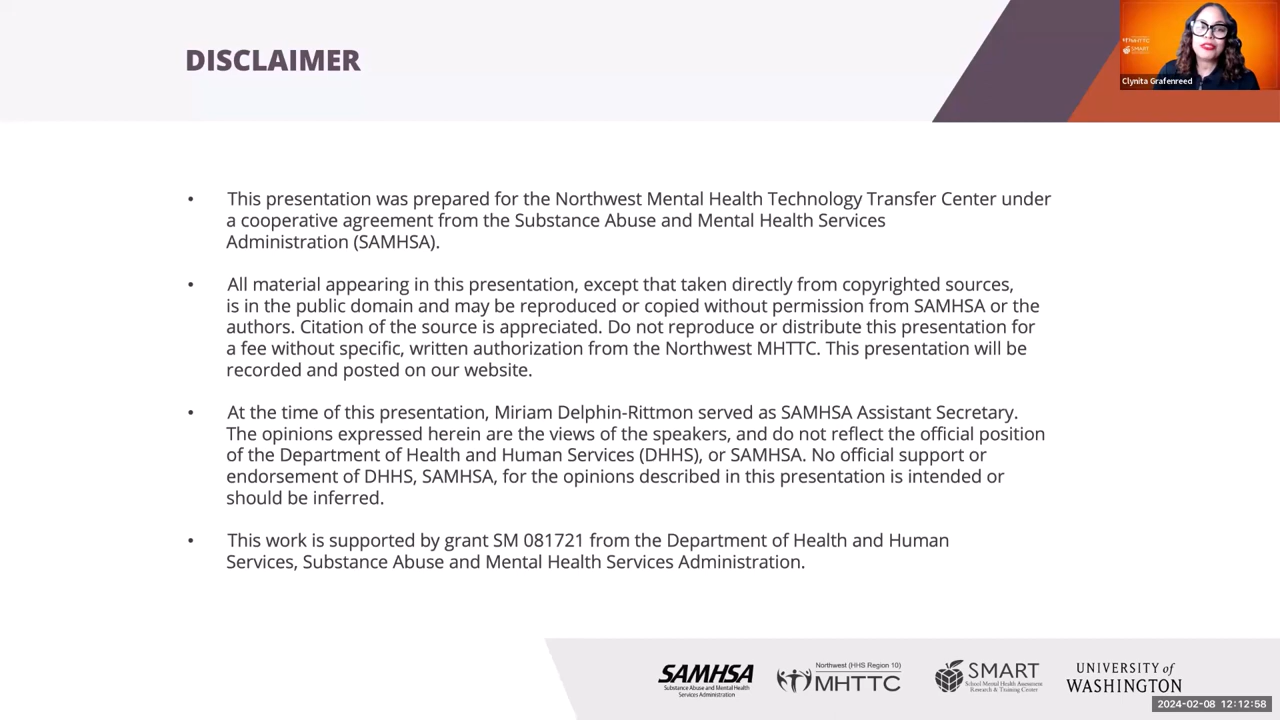 DISCLAIMER
MHTTC
SMART
Clynita Grafenreed
• This presentation was prepared for the Northwest Mental Health Technology Transfer Center under
a cooperative agreement from the Substance Abuse and Mental Health Services
Administration (SAMHSA).
• All material appearing in this presentation, except that taken directly from copyrighted sources,
is in the public domain and may be reproduced or copied without permission from SAMHSA or the
authors. Citation of the source is appreciated. Do not reproduce or distribute this presentation for
a fee without specific, written authorization from the Northwest MHTTC. This presentation will be
recorded and posted on our website.
• At the time of this presentation, Miriam Delphin-Rittmon served as SAMHSA Assistant Secretary.
The opinions expressed herein are the views of the speakers, and do not reflect the official position
of the Department of Health and Human Services (DHHS), or SAMHSA. No official support or
endorsement of DHHS, SAMHSA, for the opinions described in this presentation is intended or
should be inferred.
• This work is supported by grant SM 081721 from the Department of Health and Human
Services, Substance Abuse and Mental Health Services Administration.
SAMHSA
Substance Abuse and Mental Health
Services Administration
Northwest (HHS Region 10)
MHTTC
SMART
School Mental Health Assessment
Research & Training Center
UNIVERSITY of
WASHINGTON
2024-02-08 12:12:58